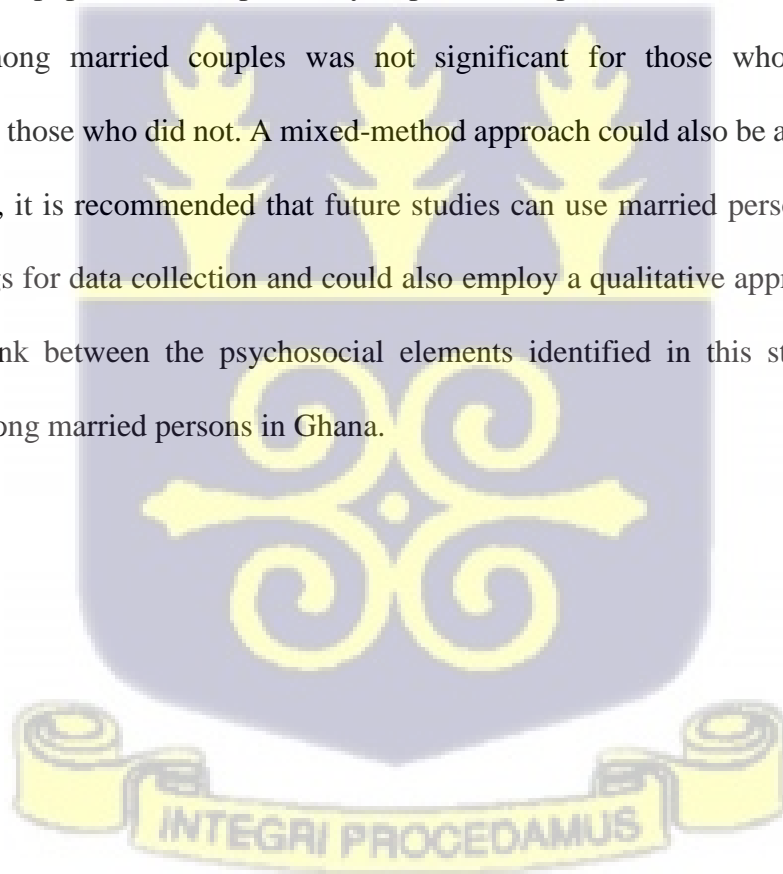 ong married couples was not significant for those who
those who did not. A mixed-method approach could also be a
, it is recommended that future studies can use married perso
s for data collection and could also employ a qualitative appr
nk between the psychosocial elements identified in this st
ong married persons in Ghana.
INTEGRI PROCEDAMUS